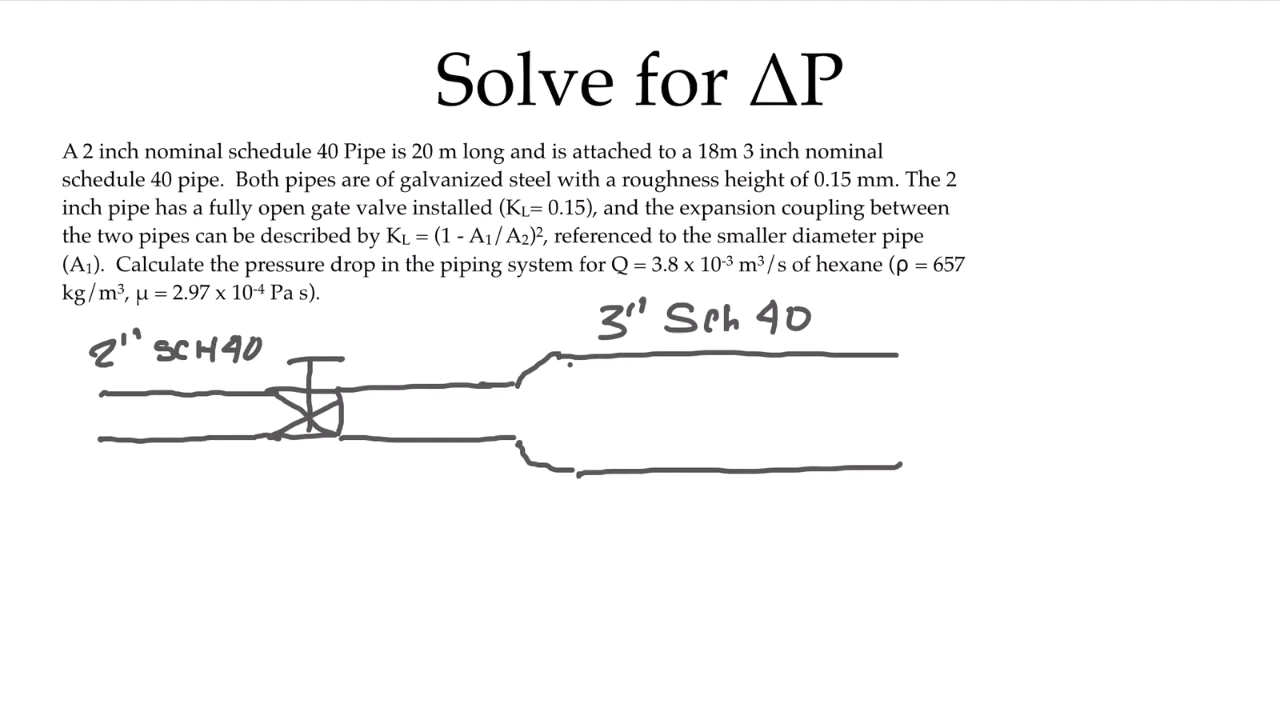 Solve for ΔP
A 2 inch nominal schedule 40 Pipe is 20 m long and is attached to a 18m 3 inch nominal
schedule 40 pipe. Both pipes are of galvanized steel with a roughness height of 0.15 mm. The 2
inch pipe has a fully open gate valve installed (KL= 0.15), and the expansion coupling between
the two pipes can be described by KL = (1 - A₁/A₂)², referenced to the smaller diameter pipe
(A₁). Calculate the pressure drop in the piping system for Q = 3.8 x 10⁻³ m³/s of hexane (ρ = 657
kg/m³, μ = 2.97 x 10⁻⁴ Pa s).
3" Sch 40
2" SCH 40